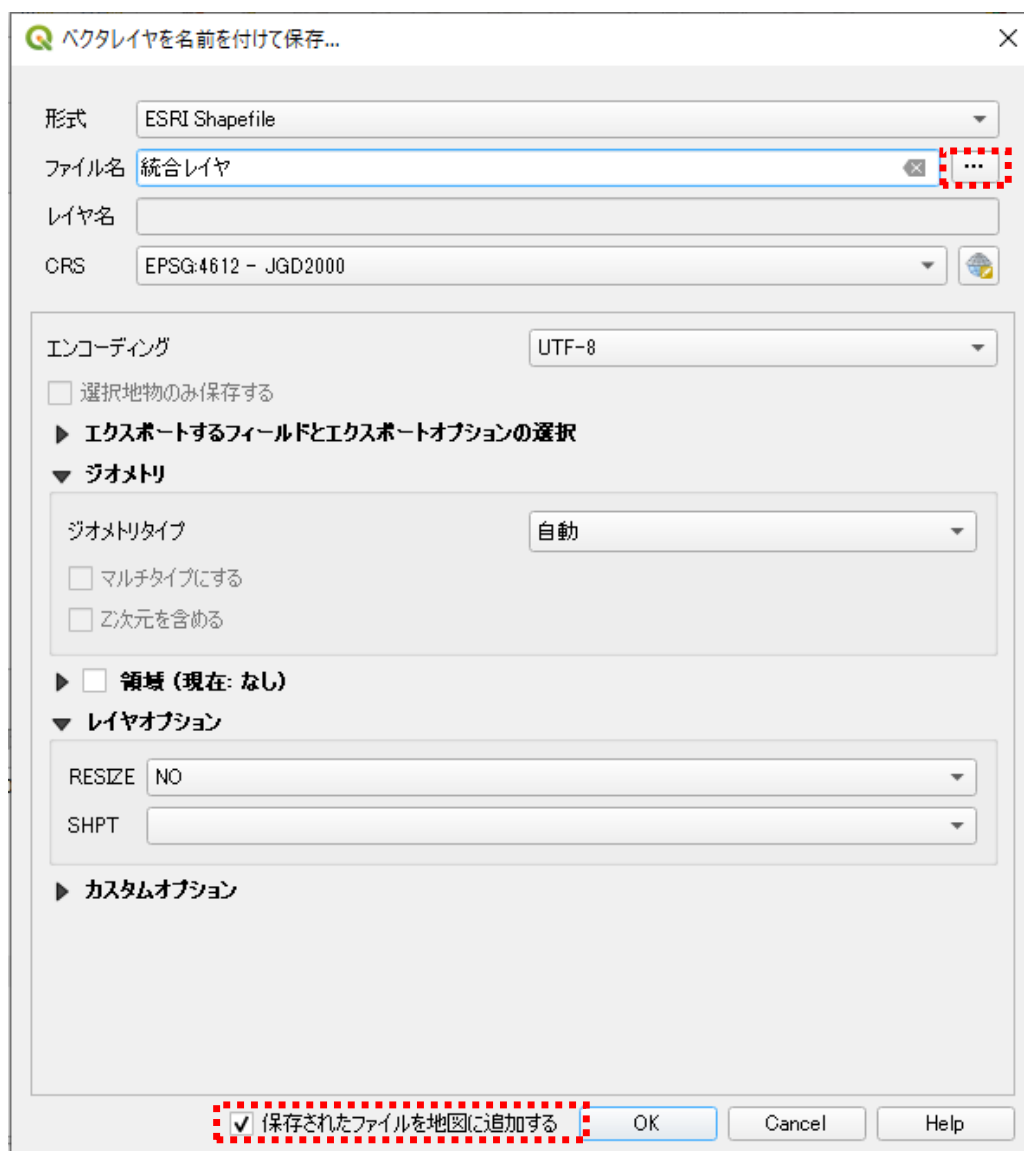 ベクタレイヤを名前を付けて保存...
形式 ESRI Shapefile
ファイル名 統合レイヤ ...
レイヤ名
CRS EPSG:4612 - JGD2000
エンコーディング UTF-8
選択地物のみ保存する
エクスポートするフィールドとエクスポートオプションの選択
ジオメトリ
ジオメトリタイプ 自動
マルチタイプにする
Z次元を含める
領域 (現在: なし)
レイヤオプション
RESIZE NO
SHPT
カスタムオプション
保存されたファイルを地図に追加する OK Cancel Help